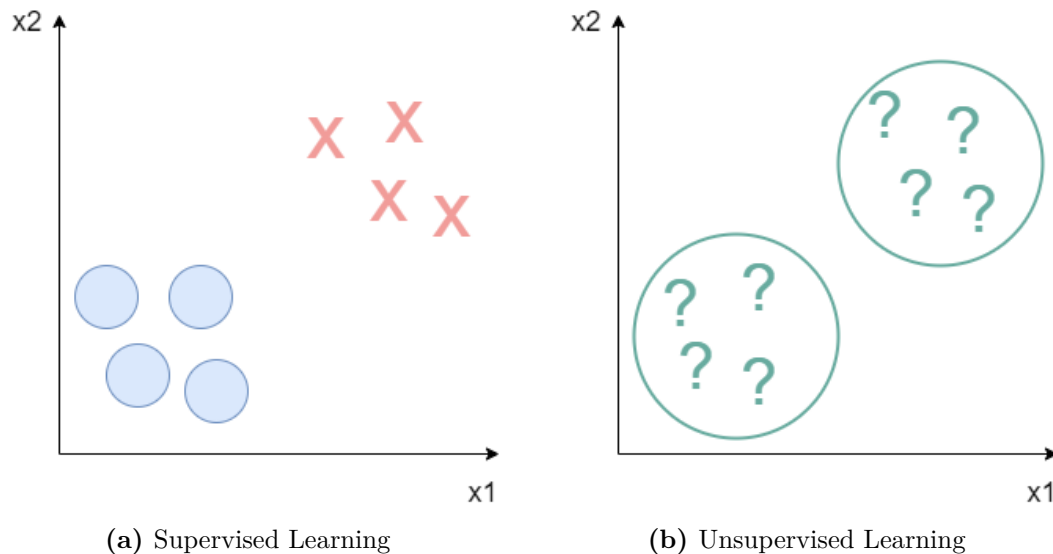 x2
X X
X X
x1
(a) Supervised Learning
x2
? ?
? ?
? ?
? ?
x1
(b) Unsupervised Learning